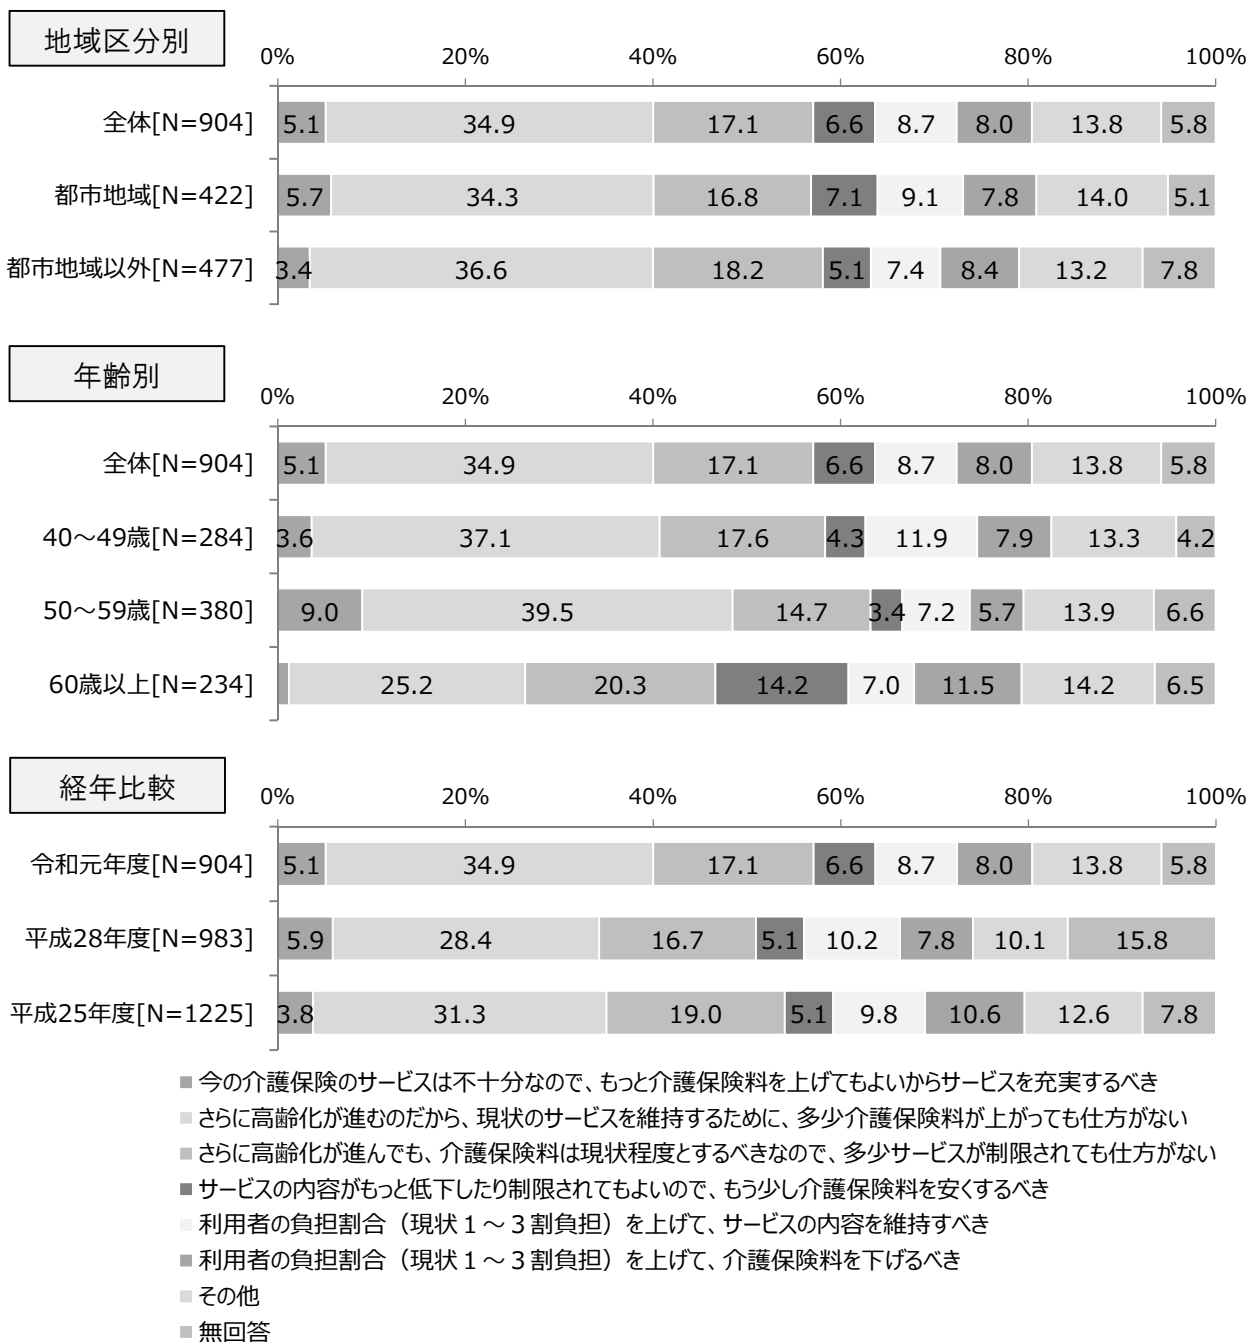 地域区分別
0% 20% 40% 60% 80% 100%
全体[N=904] 5.1 34.9 17.1 6.6 8.7 8.0 13.8 5.8
都市地域[N=422] 5.7 34.3 16.8 7.1 9.1 7.8 14.0 5.1
都市地域以外[N=477] 3.4 36.6 18.2 5.1 7.4 8.4 13.2 7.8
年齢別
0% 20% 40% 60% 80% 100%
全体[N=904] 5.1 34.9 17.1 6.6 8.7 8.0 13.8 5.8
40～49歳[N=284] 3.6 37.1 17.6 4.3 11.9 7.9 13.3 4.2
50～59歳[N=380] 9.0 39.5 14.7 3.4 7.2 5.7 13.9 6.6
60歳以上[N=234] 25.2 20.3 14.2 7.0 11.5 14.2 6.5
経年比較
0% 20% 40% 60% 80% 100%
令和元年度[N=904] 5.1 34.9 17.1 6.6 8.7 8.0 13.8 5.8
平成28年度[N=983] 5.9 28.4 16.7 5.1 10.2 7.8 10.1 15.8
平成25年度[N=1225] 3.8 31.3 19.0 5.1 9.8 10.6 12.6 7.8
今の介護保険のサービスは不十分なので、もっと介護保険料を上げてもよいからサービスを充実するべき
さらに高齢化が進むのだから、現状のサービスを維持するために、多少介護保険料が上がっても仕方がない
さらに高齢化が進んでも、介護保険料は現状程度とするべきなので、多少サービスが制限されても仕方がない
サービスの内容がもっと低下したり制限されてもよいので、もう少し介護保険料を安くするべき
利用者の負担割合（現状１～３割負担）を上げて、サービスの内容を維持すべき
利用者の負担割合（現状１～３割負担）を上げて、介護保険料を下げるべき
その他
無回答